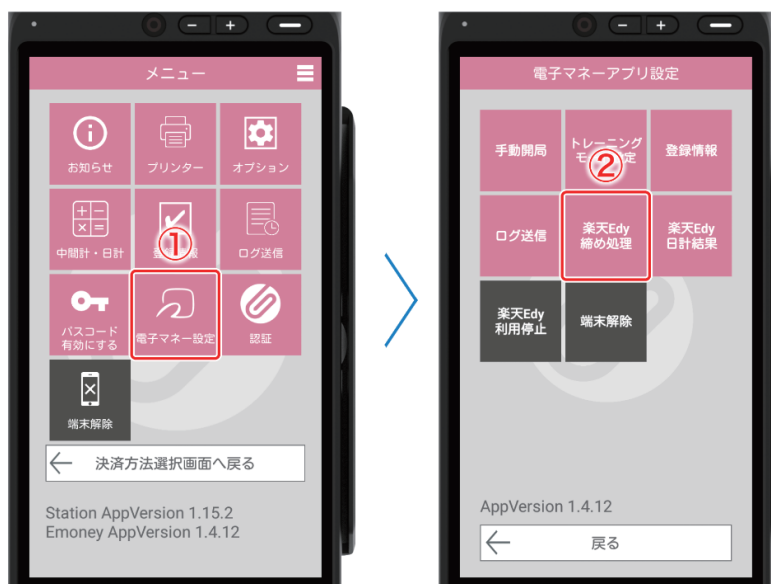 メニュー
お知らせ
プリンター
オプション
中間計・日計
①
ログ送信
パスコード
有効にする
電子マネー設定
認証
端末解除
決済方法選択画面へ戻る
Station AppVersion 1.15.2
Emoney AppVersion 1.4.12
電子マネーアプリ設定
手動開局
トレーニング
②
登録情報
ログ送信
楽天Edy
締め処理
楽天Edy
日計結果
楽天Edy
利用停止
端末解除
AppVersion 1.4.12
戻る